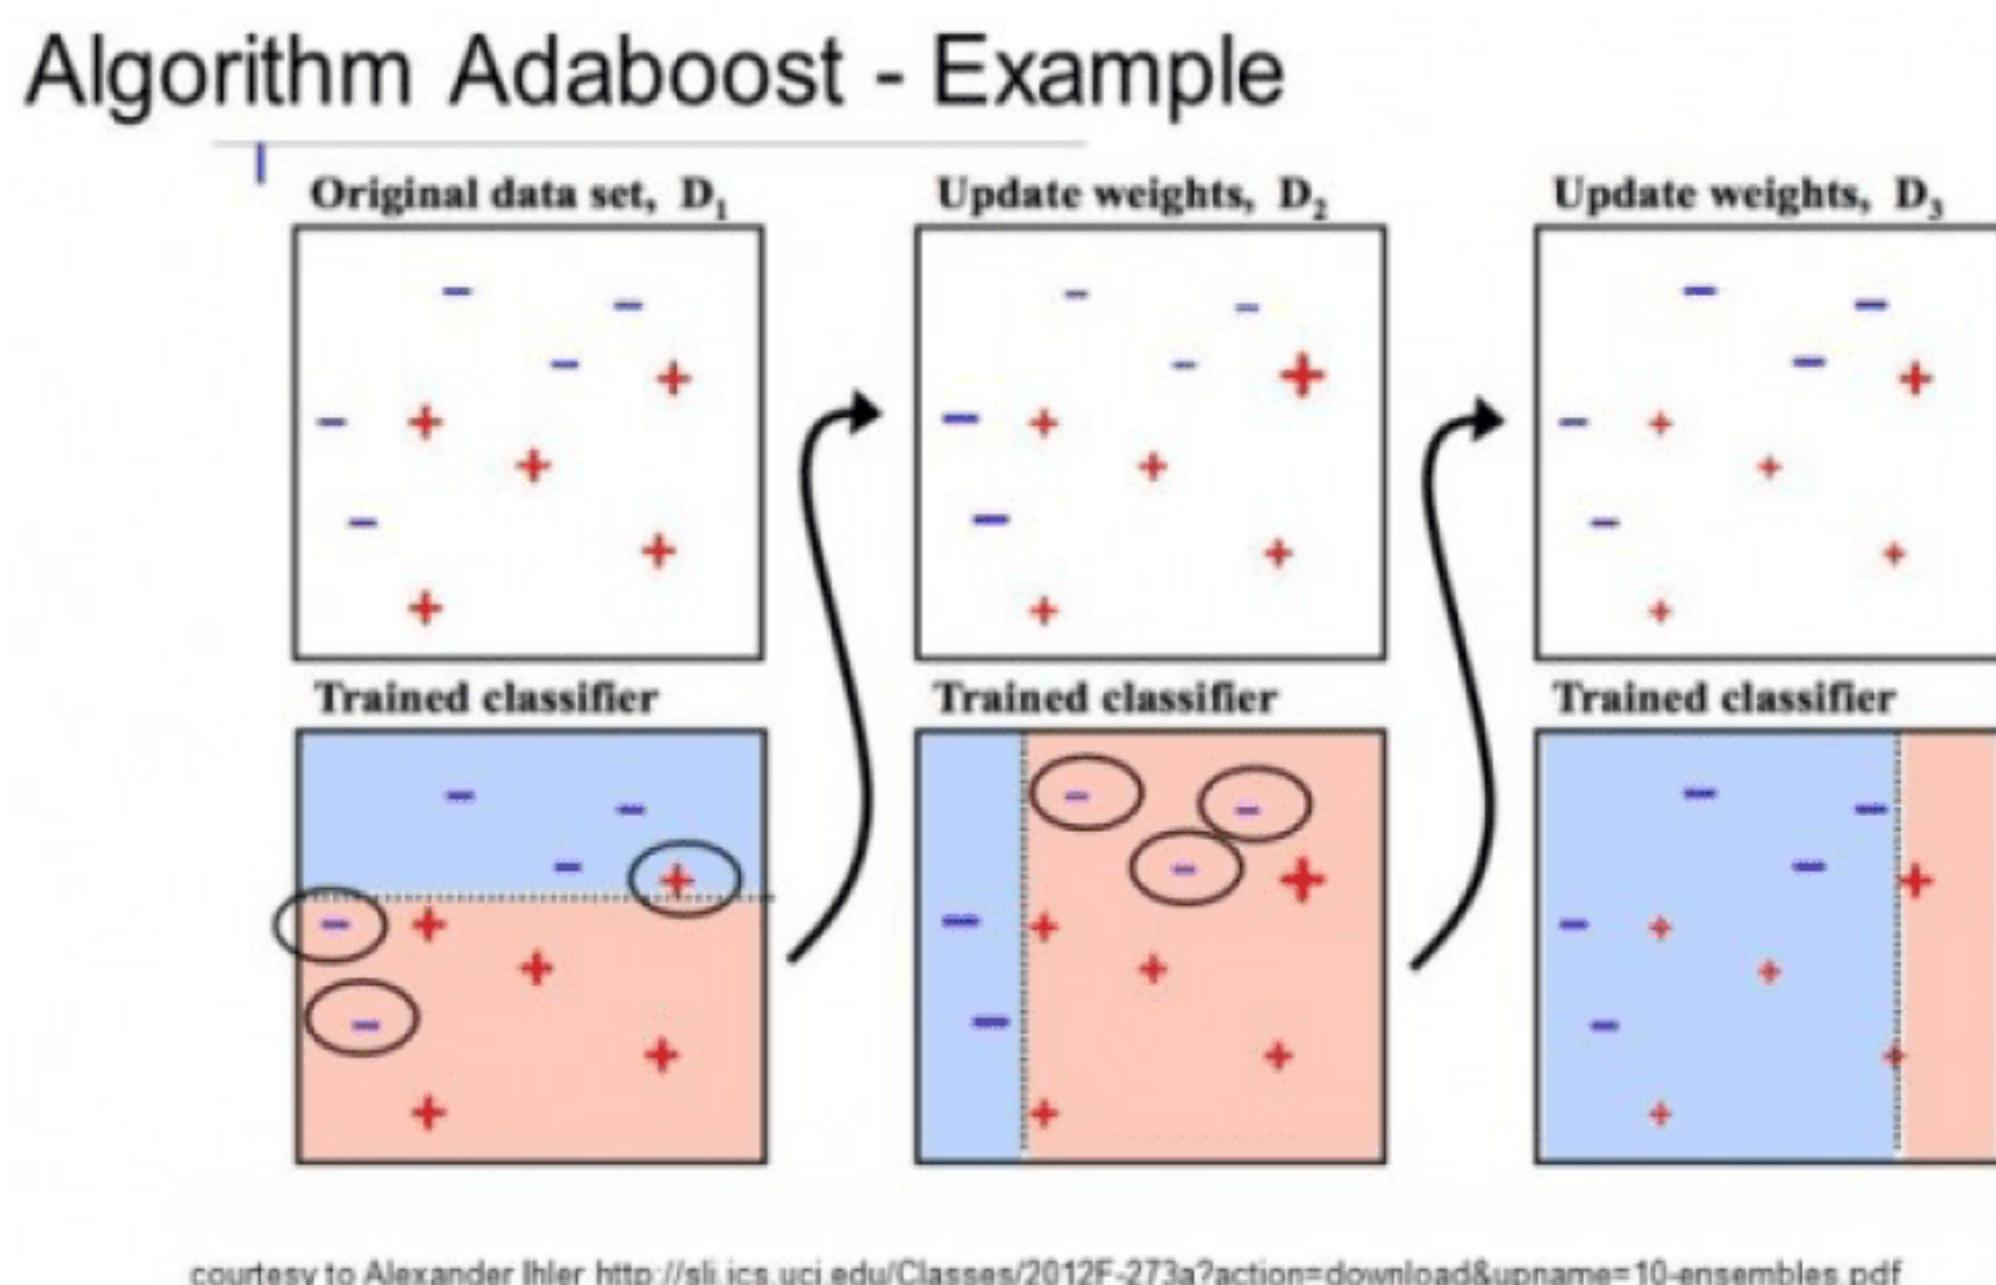 Algorithm Adaboost - Example
Original data set, D1
Update weights, D2
Update weights, D3
Trained classifier
Trained classifier
Trained classifier
courtesy to Alexander Ihler http://sli.ics.uci.edu/Classes/2012F-273a?action=download&upname=10-ensembles.pdf